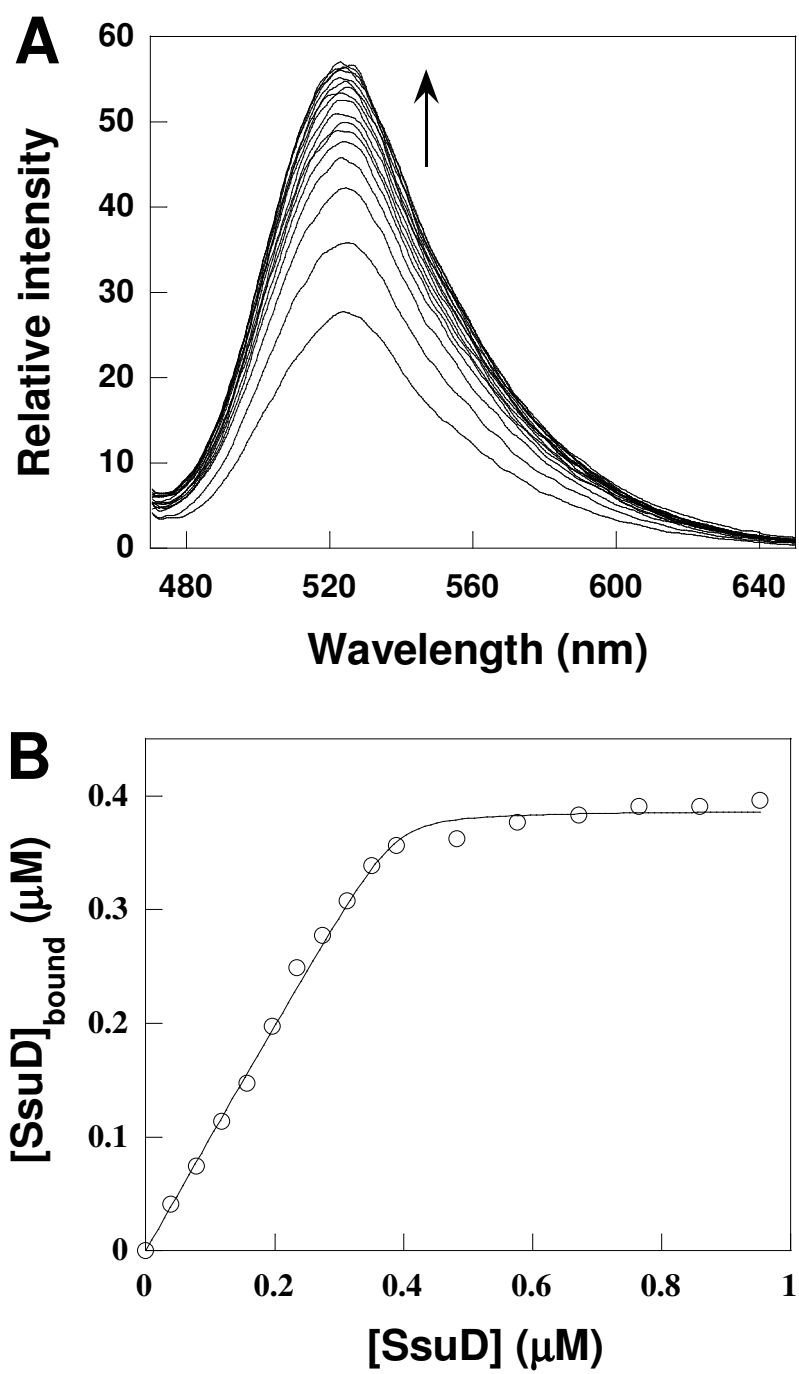 A
60
50
40
30
20
10
0
Relative intensity
480 520 560 600 640
Wavelength (nm)
B
0.4
0.3
0.2
0.1
0
[SsuD]bound (μM)
0 0.2 0.4 0.6 0.8 1
[SsuD] (μM)